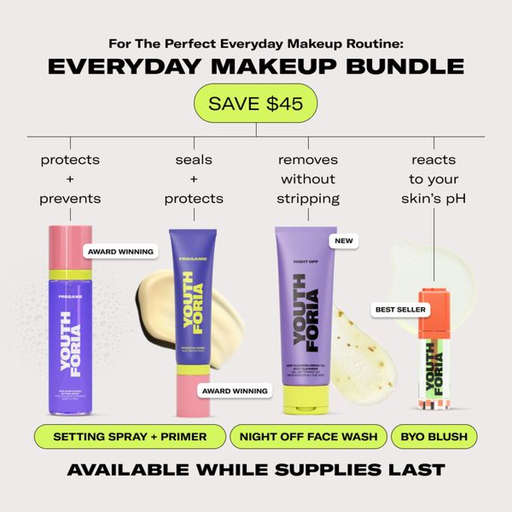 For The Perfect Everyday Makeup Routine:
EVERYDAY MAKEUP BUNDLE
SAVE $45
protects
+
prevents
seals
+
protects
removes
without
stripping
reacts
to your
skin's pH
AWARD WINNING
PREGAME
YOUTH
FORIA
PREGAME
YOUTH
FORIA
AWARD WINNING
NEW
NIGHT OFF
YOUTH
FORIA
BEST SELLER
YOUTH
FORIA
SETTING SPRAY + PRIMER
NIGHT OFF FACE WASH
BYO BLUSH
AVAILABLE WHILE SUPPLIES LAST